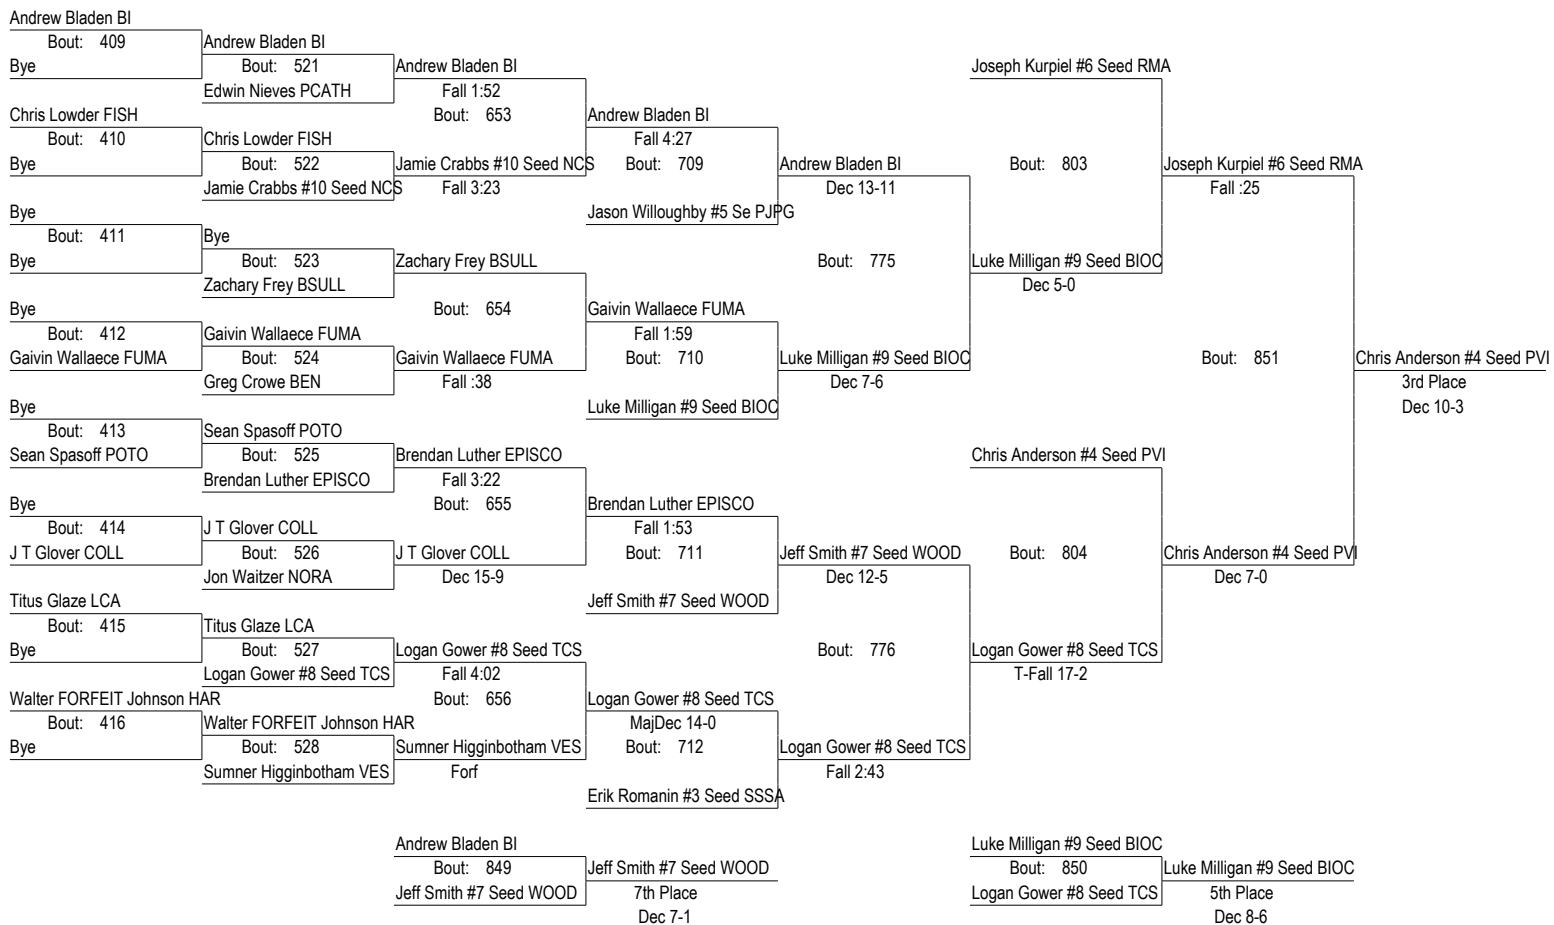 Andrew Bladen BI
Bout: 409
Andrew Bladen BI
Bye
Bout: 521
Andrew Bladen BI
Joseph Kurpiel #6 Seed RMA
Edwin Nieves PCATH
Fall 1:52
Chris Lowder FISH
Bout: 653
Andrew Bladen BI
Bout: 410
Chris Lowder FISH
Fall 4:27
Bye
Bout: 522
Jamie Crabbs #10 Seed NCS
Bout: 709
Andrew Bladen BI
Bout: 803
Joseph Kurpiel #6 Seed RMA
Jamie Crabbs #10 Seed NCS
Fall 3:23
Dec 13-11
Fall :25
Bye
Jason Willoughby #5 Se PJPG
Bout: 411
Bye
Bye
Bout: 523
Zachary Frey BSULL
Bout: 775
Luke Milligan #9 Seed BIOC
Zachary Frey BSULL
Dec 5-0
Bye
Bout: 654
Gaivin Wallaece FUMA
Bout: 412
Gaivin Wallaece FUMA
Fall 1:59
Gaivin Wallaece FUMA
Bout: 524
Gaivin Wallaece FUMA
Bout: 710
Luke Milligan #9 Seed BIOC
Bout: 851
Chris Anderson #4 Seed PVI
Greg Crowe BEN
Fall :38
Dec 7-6
3rd Place
Bye
Luke Milligan #9 Seed BIOC
Dec 10-3
Bout: 413
Sean Spasoff POTO
Sean Spasoff POTO
Bout: 525
Brendan Luther EPISCO
Chris Anderson #4 Seed PVI
Brendan Luther EPISCO
Fall 3:22
Bye
Bout: 655
Brendan Luther EPISCO
Bout: 414
J T Glover COLL
Fall 1:53
J T Glover COLL
Bout: 526
J T Glover COLL
Bout: 711
Jeff Smith #7 Seed WOOD
Bout: 804
Chris Anderson #4 Seed PVI
Jon Waitzer NORA
Dec 15-9
Dec 12-5
Dec 7-0
Titus Glaze LCA
Jeff Smith #7 Seed WOOD
Bout: 415
Titus Glaze LCA
Bye
Bout: 527
Logan Gower #8 Seed TCS
Bout: 776
Logan Gower #8 Seed TCS
Logan Gower #8 Seed TCS
Fall 4:02
T-Fall 17-2
Walter FORFEIT Johnson HAR
Bout: 656
Logan Gower #8 Seed TCS
Bout: 416
Walter FORFEIT Johnson HAR
MajDec 14-0
Bye
Bout: 528
Sumner Higginbotham VES
Bout: 712
Logan Gower #8 Seed TCS
Sumner Higginbotham VES
Forf
Fall 2:43
Erik Romanin #3 Seed SSSA
Andrew Bladen BI
Luke Milligan #9 Seed BIOC
Bout: 849
Jeff Smith #7 Seed WOOD
Bout: 850
Luke Milligan #9 Seed BIOC
Jeff Smith #7 Seed WOOD
7th Place
Logan Gower #8 Seed TCS
5th Place
Dec 7-1
Dec 8-6